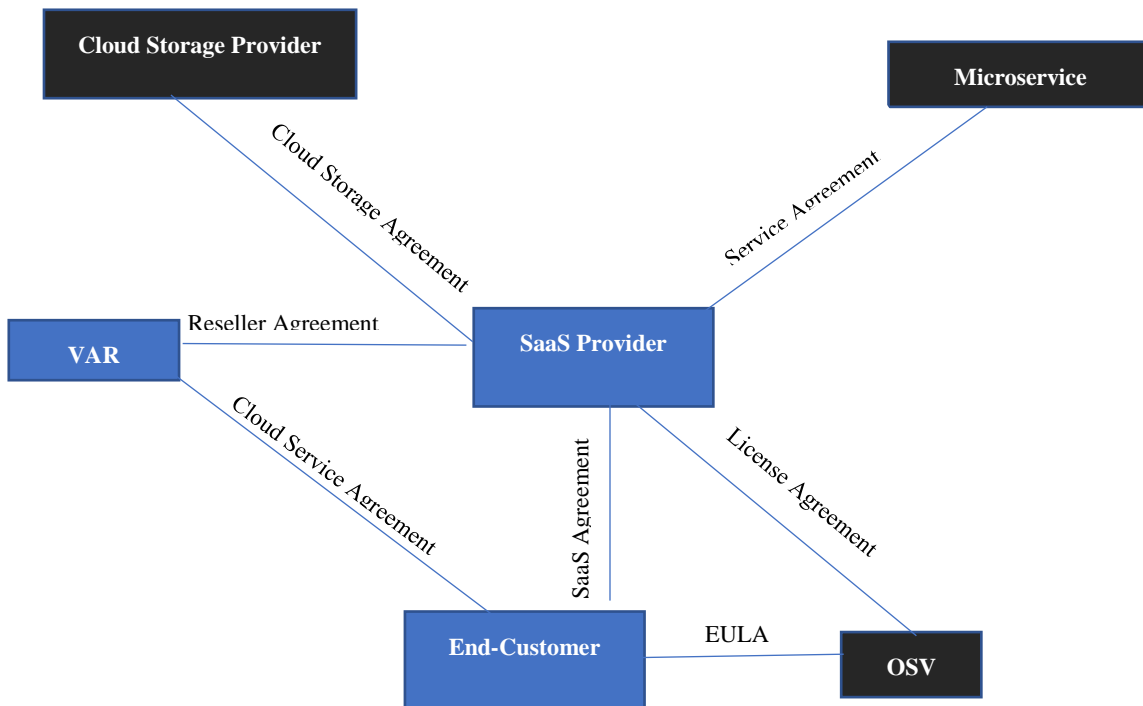 Cloud Storage Provider
Microservice
Cloud Storage Agreement
Service Agreement
Reseller Agreement
VAR
SaaS Provider
Cloud Service Agreement
SaaS Agreement
License Agreement
End-Customer
EULA
OSV